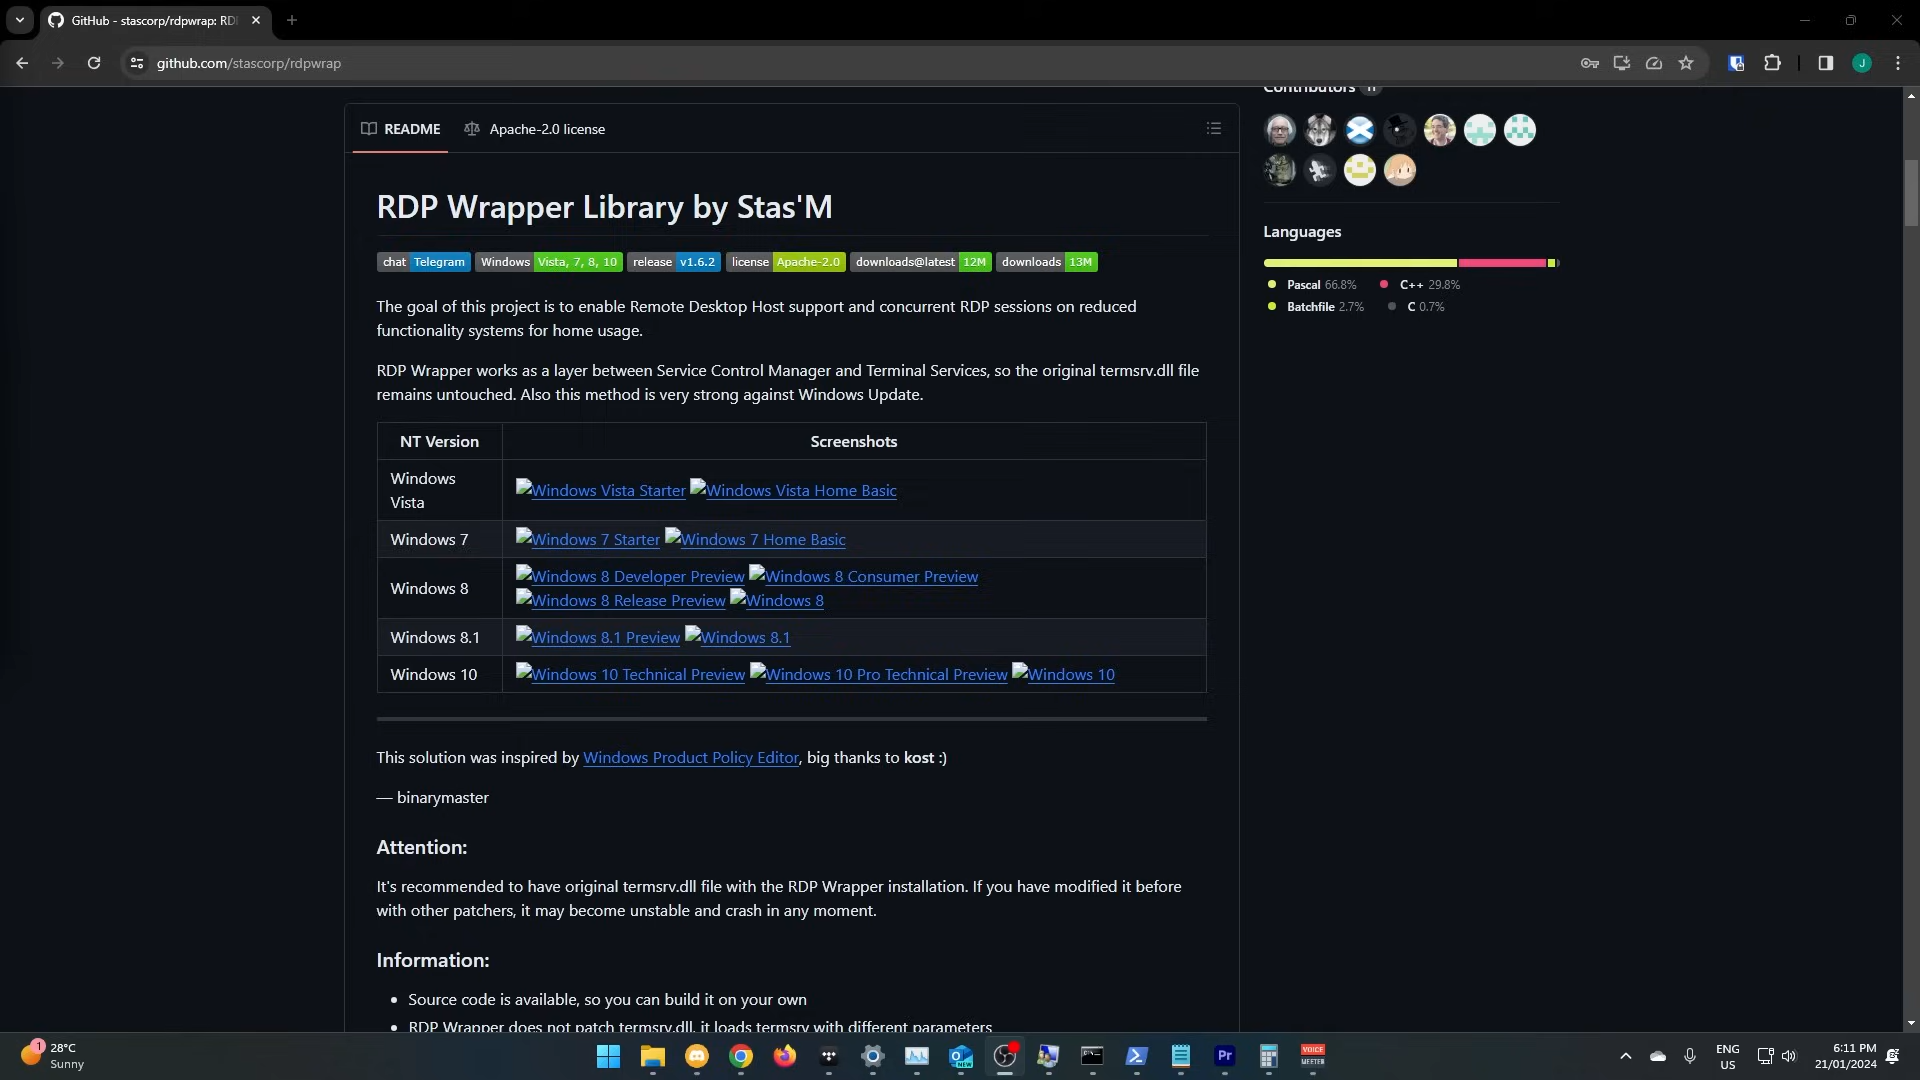 GitHub - stascorp/rdpwrap: RD
github.com/stascorp/rdpwrap
J
Contributors 11
README
Apache-2.0 license
RDP Wrapper Library by Stas'M
chat Telegram Windows Vista, 7, 8, 10 release v1.6.2 license Apache-2.0 downloads@latest 12M downloads 13M
The goal of this project is to enable Remote Desktop Host support and concurrent RDP sessions on reduced
functionality systems for home usage.
RDP Wrapper works as a layer between Service Control Manager and Terminal Services, so the original termsrv.dll file
remains untouched. Also this method is very strong against Windows Update.
NT Version Screenshots
Windows
Vista
Windows Vista Starter Windows Vista Home Basic
Windows 7 Windows 7 Starter Windows 7 Home Basic
Windows 8
Windows 8 Developer Preview Windows 8 Consumer Preview
Windows 8 Release Preview Windows 8
Windows 8.1 Windows 8.1 Preview Windows 8.1
Windows 10 Windows 10 Technical Preview Windows 10 Pro Technical Preview Windows 10
This solution was inspired by Windows Product Policy Editor, big thanks to kost :)
— binarymaster
Attention:
It's recommended to have original termsrv.dll file with the RDP Wrapper installation. If you have modified it before
with other patchers, it may become unstable and crash in any moment.
Information:
• Source code is available, so you can build it on your own
• RDP Wrapper does not patch termsrv.dll, it loads termsrv with different parameters
Languages
Pascal 66.8% C++ 29.8%
Batchfile 2.7% C 0.7%
1
28°C
Sunny
NEW
Pr
VOICE
MEETER
ENG
US
6:11 PM
21/01/2024